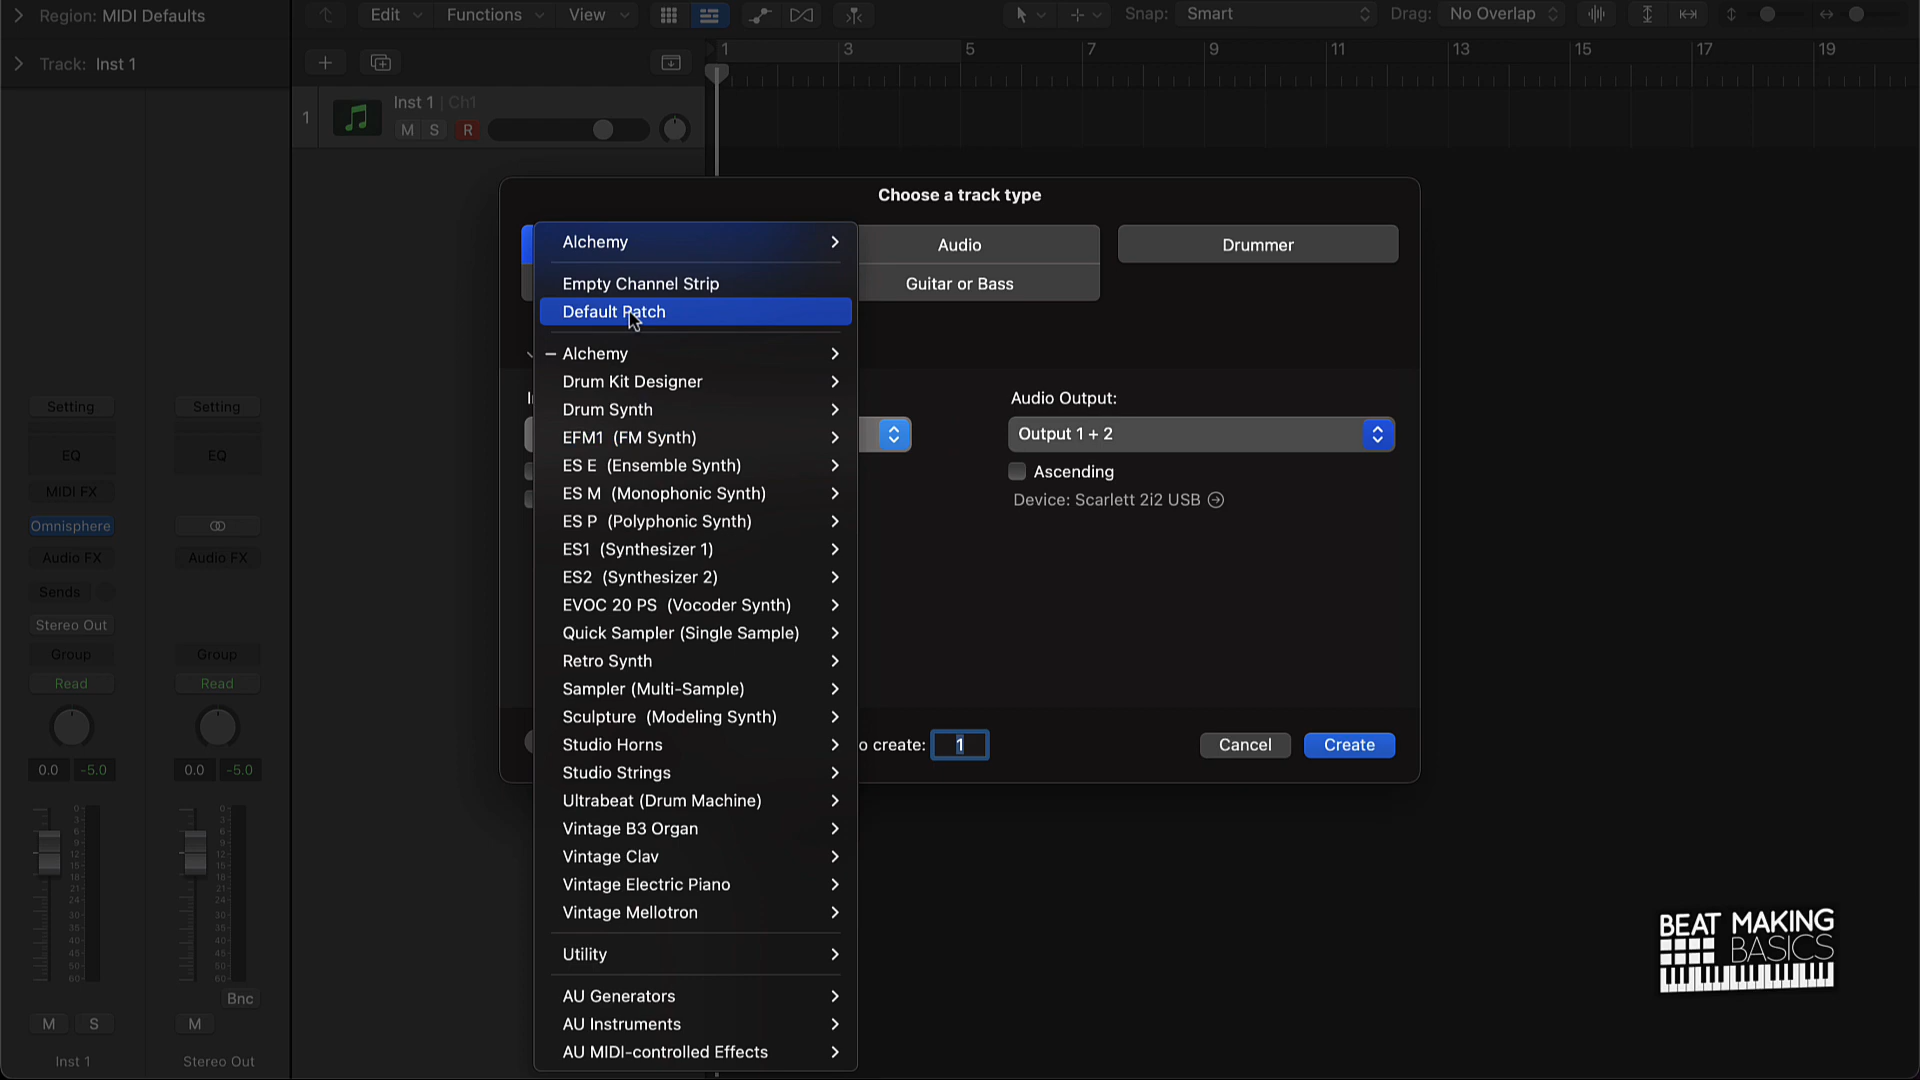 Region: MIDI Defaults
Edit
Functions
View
Snap: Smart
Drag: No Overlap
Track: Inst 1
1 3 5 7 9 11 13 15 17 19
1
Inst 1 | Ch1
M S R
Choose a track type
Audio
Drummer
Guitar or Bass
Alchemy
Empty Channel Strip
Default Patch
Alchemy
Drum Kit Designer
Drum Synth
EFM1 (FM Synth)
ES E (Ensemble Synth)
ES M (Monophonic Synth)
ES P (Polyphonic Synth)
ES1 (Synthesizer 1)
ES2 (Synthesizer 2)
EVOC 20 PS (Vocoder Synth)
Quick Sampler (Single Sample)
Retro Synth
Sampler (Multi-Sample)
Sculpture (Modeling Synth)
Studio Horns
Studio Strings
Ultrabeat (Drum Machine)
Vintage B3 Organ
Vintage Clav
Vintage Electric Piano
Vintage Mellotron
Utility
AU Generators
AU Instruments
AU MIDI-controlled Effects
Audio Output:
Output 1 + 2
Ascending
Device: Scarlett 2i2 USB
o create: 1
Cancel
Create
Setting
EQ
MIDI FX
Omnisphere
Audio FX
Sends
Stereo Out
Group
Read
0.0 -5.0
M S
Inst 1
Setting
EQ
Audio FX
Group
Read
0.0 -5.0
Bnc
M
Stereo Out
BEAT MAKING
BASICS